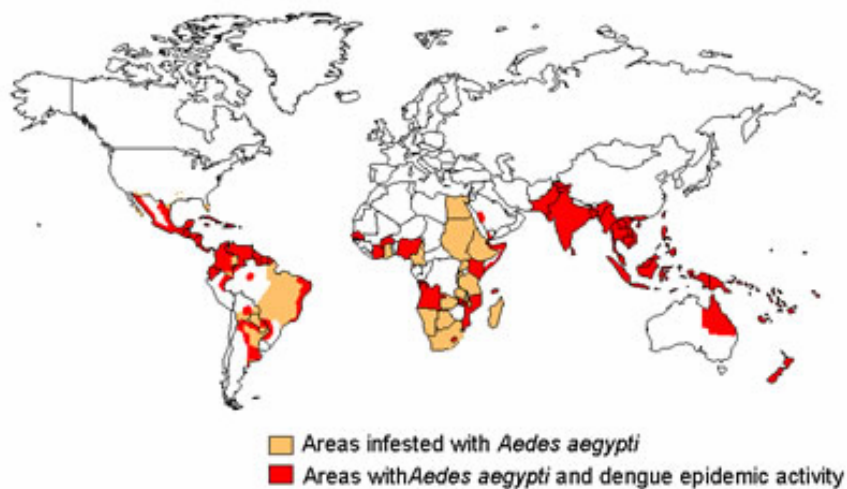 Areas infested with Aedes aegypti
Areas withAedes aegypti and dengue epidemic activity